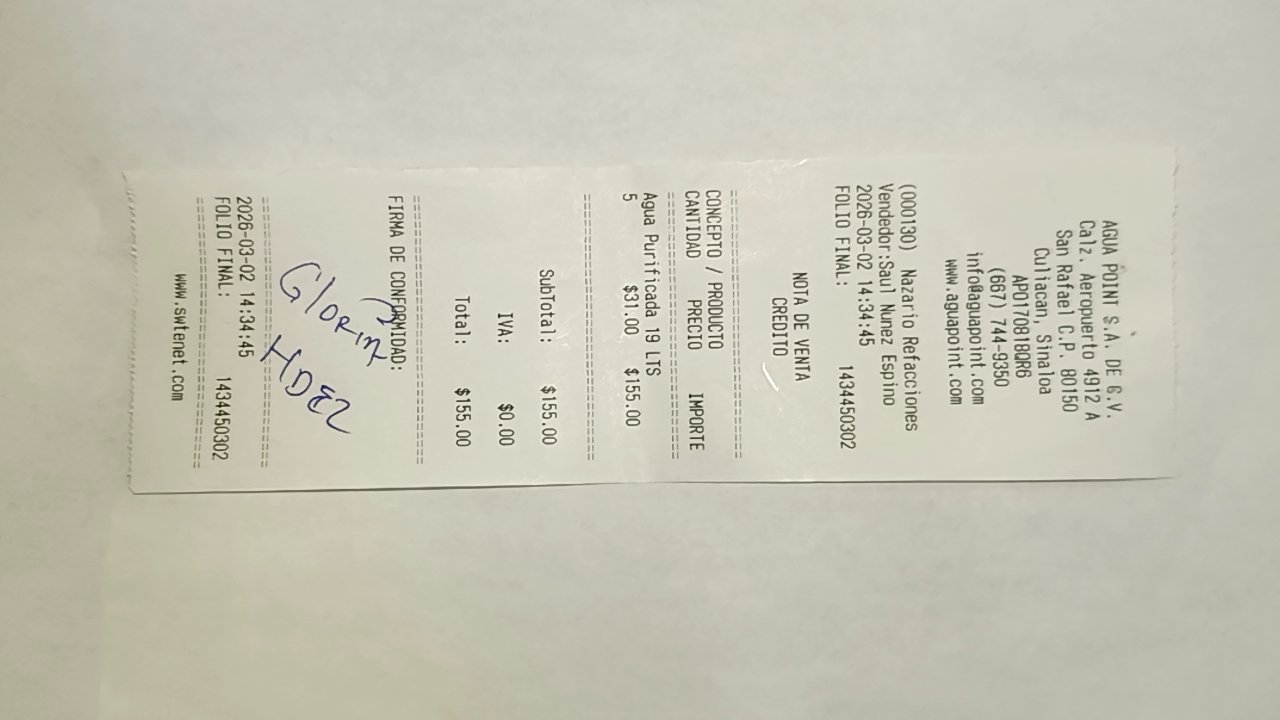 AGUA POINT S.A. DE C.V.
Calz. Aeropuerto 4912 A
San Rafael C.P. 80150
Culiacan, Sinaloa
APO170818QR6
(667) 744-9350
info@aguapoint.com
www.aguapoint.com
(000130) Nazario Refacciones
Vendedor:Saul Nunez Espino
2026-03-02 14:34:45
FOLIO FINAL: 1434450302
NOTA DE VENTA
CREDITO
CONCEPTO / PRODUCTO
CANTIDAD PRECIO IMPORTE
Agua Purificada 19 LTS
5 $31.00 $155.00
SubTotal: $155.00
IVA: $0.00
Total: $155.00
FIRMA DE CONFORMIDAD:
Gloria
HDEZ
2026-03-02 14:34:45
FOLIO FINAL: 1434450302
www.swtenet.com